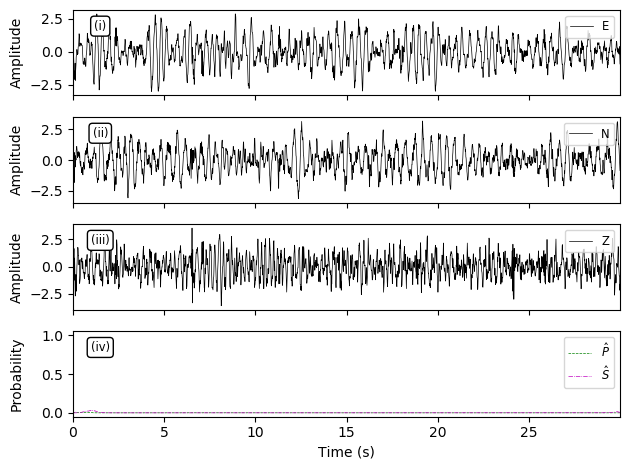 2.5
0.0
−2.5
Amplitude
(i)
E
2.5
0.0
−2.5
Amplitude
(ii)
N
2.5
0.0
−2.5
Amplitude
(iii)
Z
1.0
0.5
0.0
Probability
(iv)
P̂
Ŝ
0 5 10 15 20 25
Time (s)